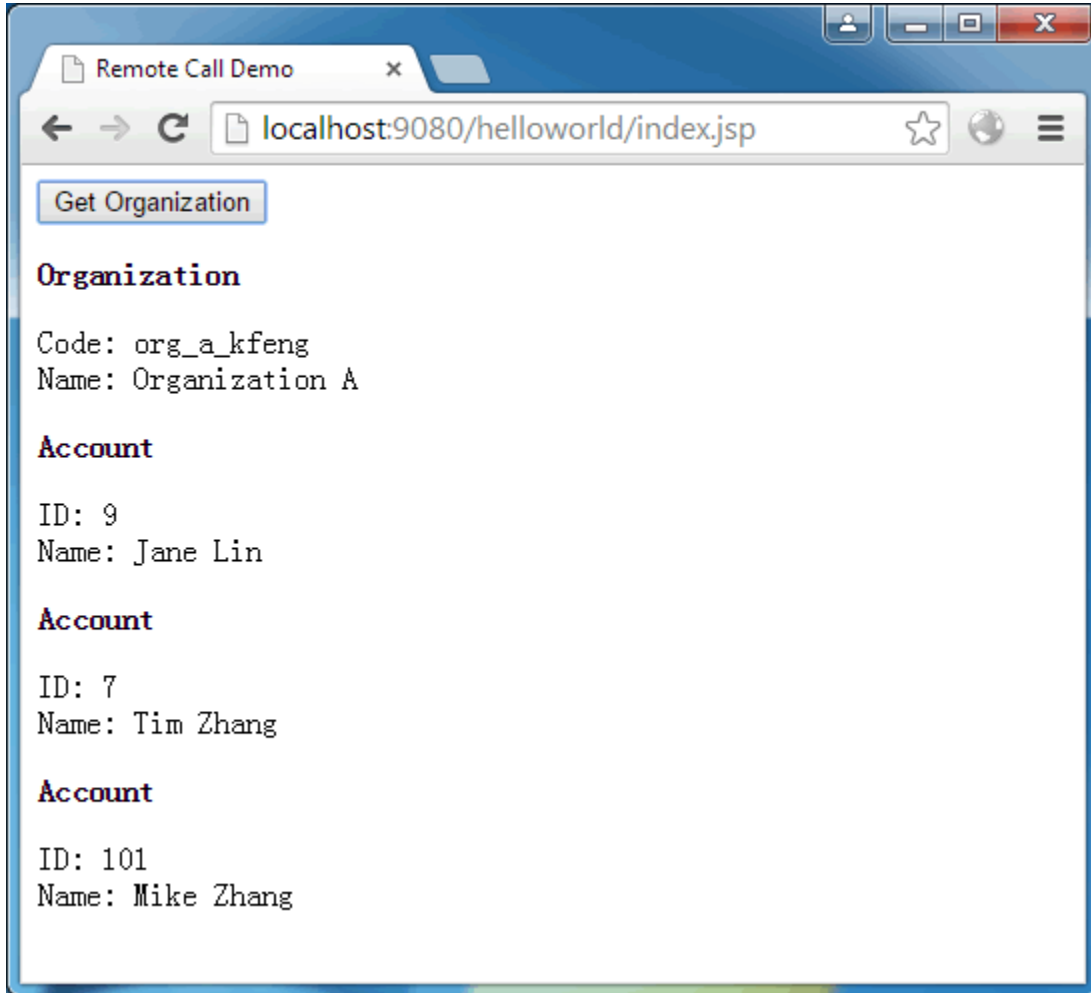 Remote Call Demo
localhost:9080/helloworld/index.jsp
Get Organization
Organization
Code: org_a_kfeng
Name: Organization A
Account
ID: 9
Name: Jane Lin
Account
ID: 7
Name: Tim Zhang
Account
ID: 101
Name: Mike Zhang